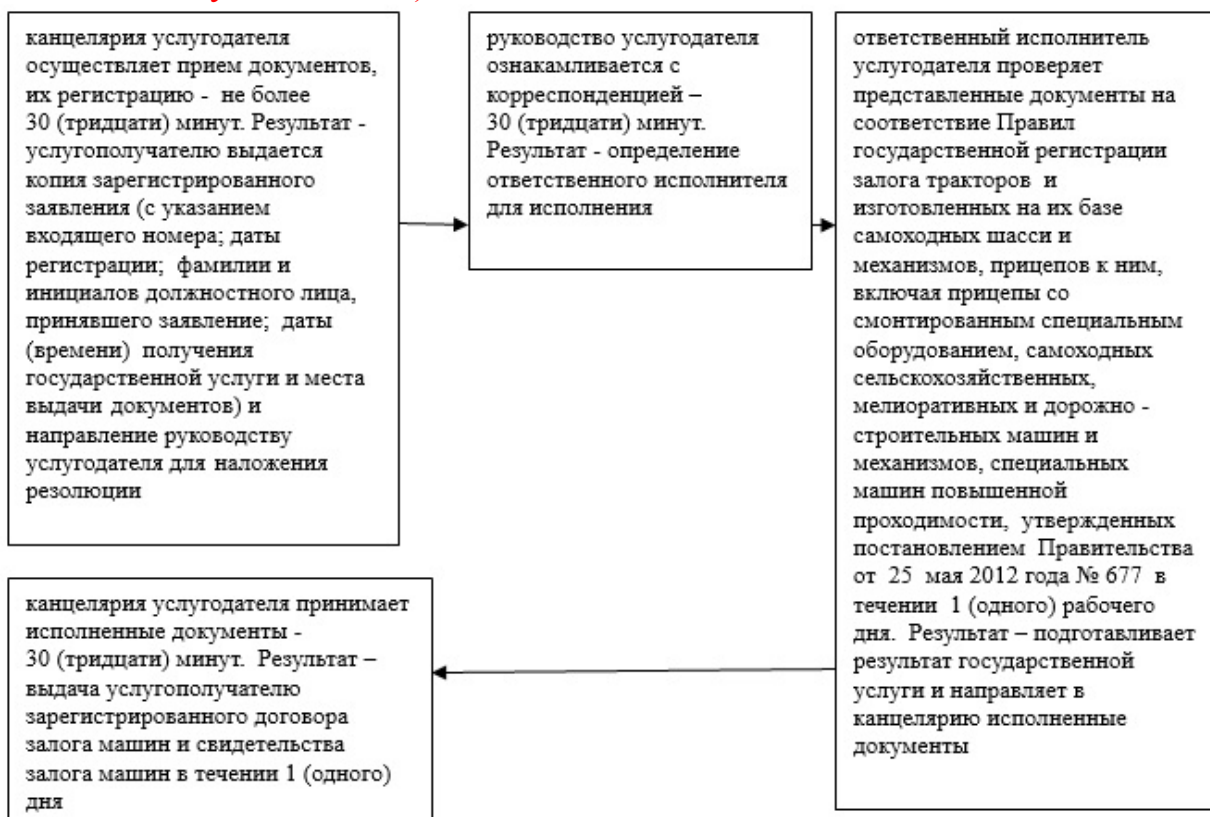 канцелярия услугодателя
осуществляет прием документов,
их регистрацию - не более
30 (тридцати) минут. Результат -
услугополучателю выдается
копия зарегистрированного
заявления (с указанием
входящего номера; даты
регистрации; фамилии и
инициалов должностного лица,
принявшего заявление; даты
(времени) получения
государственной услуги и места
выдачи документов) и
направление руководству
услугодателя для наложения
резолюции
руководство услугодателя
ознакамливается с
корреспонденцией –
30 (тридцати) минут.
Результат - определение
ответственного исполнителя
для исполнения
ответственный исполнитель
услугодателя проверяет
представленные документы на
соответствие Правил
государственной регистрации
залога тракторов и
изготовленных на их базе
самоходных шасси и
механизмов, прицепов к ним,
включая прицепы со
смонтированным специальным
оборудованием, самоходных
сельскохозяйственных,
мелиоративных и дорожно -
строительных машин и
механизмов, специальных
машин повышенной
проходимости, утвержденных
постановлением Правительства
от 25 мая 2012 года № 677 в
течении 1 (одного) рабочего
дня. Результат – подготавливает
результат государственной
услуги и направляет в
канцелярию исполненные
документы
канцелярия услугодателя принимает
исполненные документы -
30 (тридцати) минут. Результат –
выдача услугополучателю
зарегистрированного договора
залога машин и свидетельства
залога машин в течении 1 (одного)
дня